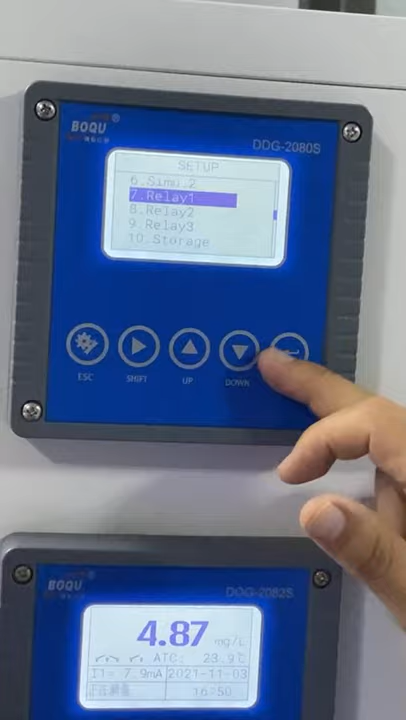 BOQU®
DDG-2080S
SETUP
6.Simu 2
7.Relay1
8.Relay2
9.Relay3
10.Storage
ESC
SHIFT
UP
DOWN
BOQU®
DOG-2082S
4.87 mg/L
ATC: 23.9℃
I1= 7.9mA
2021-11-03
16:50